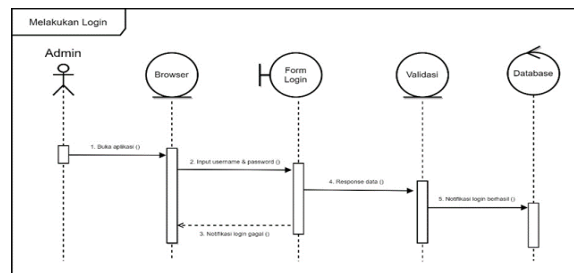 Melakukan Login
Admin
Browser
Form
Login
Validasi
Database
1. Buka aplikasi ()
2. Input username & password ()
4. Response data ()
5. Notifikasi login berhasil ()
3. Notifikasi login gagal ()